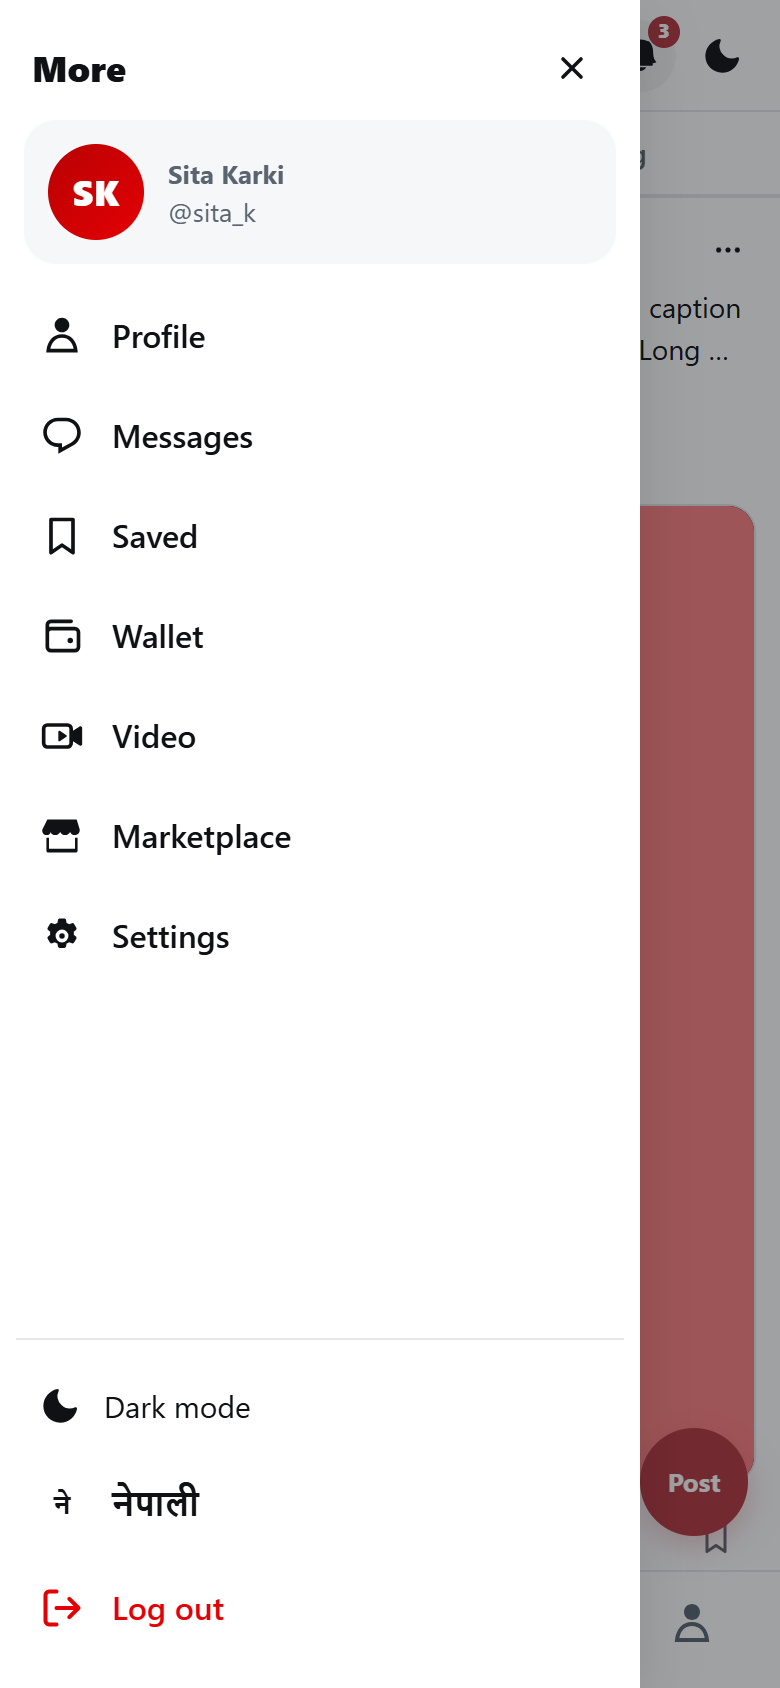 More
3
SK
Sita Karki
@sita_k
caption
Long ...
Profile
Messages
Saved
Wallet
Video
Marketplace
Settings
Post
Dark mode
ने
नेपाली
Log out